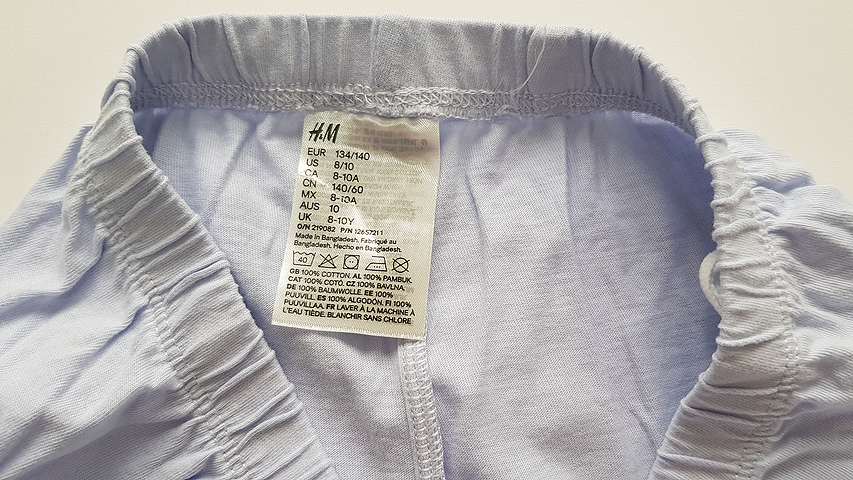 H&M
EUR 134/140
US 8/10
CA 8-10A
CN 140/60
MX 8-10A
AUS 10
UK 8-10Y
O/N 219082 P/N 1265721 1
Made in Bangladesh. Fabriqué au
Bangladesh. Hecho en Bangladesh.
40
GB 100% COTTON. AL 100% PAMBUK.
CAT 100% COTÓ. CZ 100% BAVLNA.
DE 100% BAUMWOLLE. EE 100%
PUUVILL. ES 100% ALGODÓN. FI 100%
PUUVILLAA. FR LAVER À LA MACHINE À
L'EAU TIÈDE. BLANCHIR SANS CHLORE